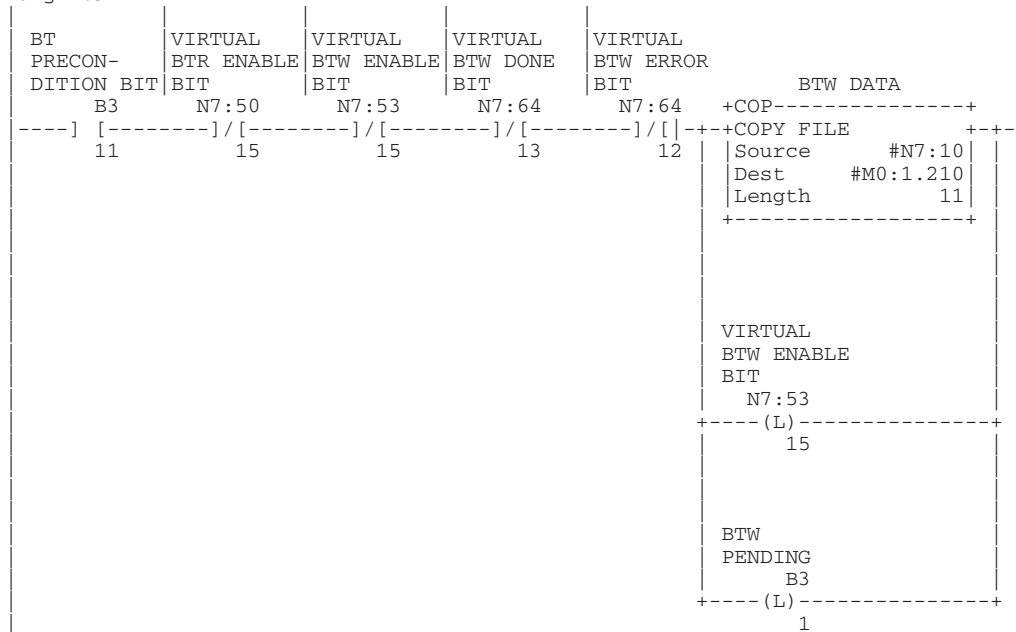 BT VIRTUAL VIRTUAL VIRTUAL VIRTUAL
PRECON- BTR ENABLE BTW ENABLE BTW DONE BTW ERROR
DITION BIT BIT BIT BIT BIT BTW DATA
B3 N7:50 N7:53 N7:64 N7:64 +COP---------------+
|----] [--------]/[--------]/[--------]/[--------]/[|-+-+COPY FILE +-+-
11 15 15 13 12 | |Source #N7:10| |
| |Dest #M0:1.210| |
| |Length 11| |
| +------------------+ |
VIRTUAL
BTW ENABLE
BIT
N7:53
+----(L)---------------+
15
BTW
PENDING
B3
+----(L)---------------+
1